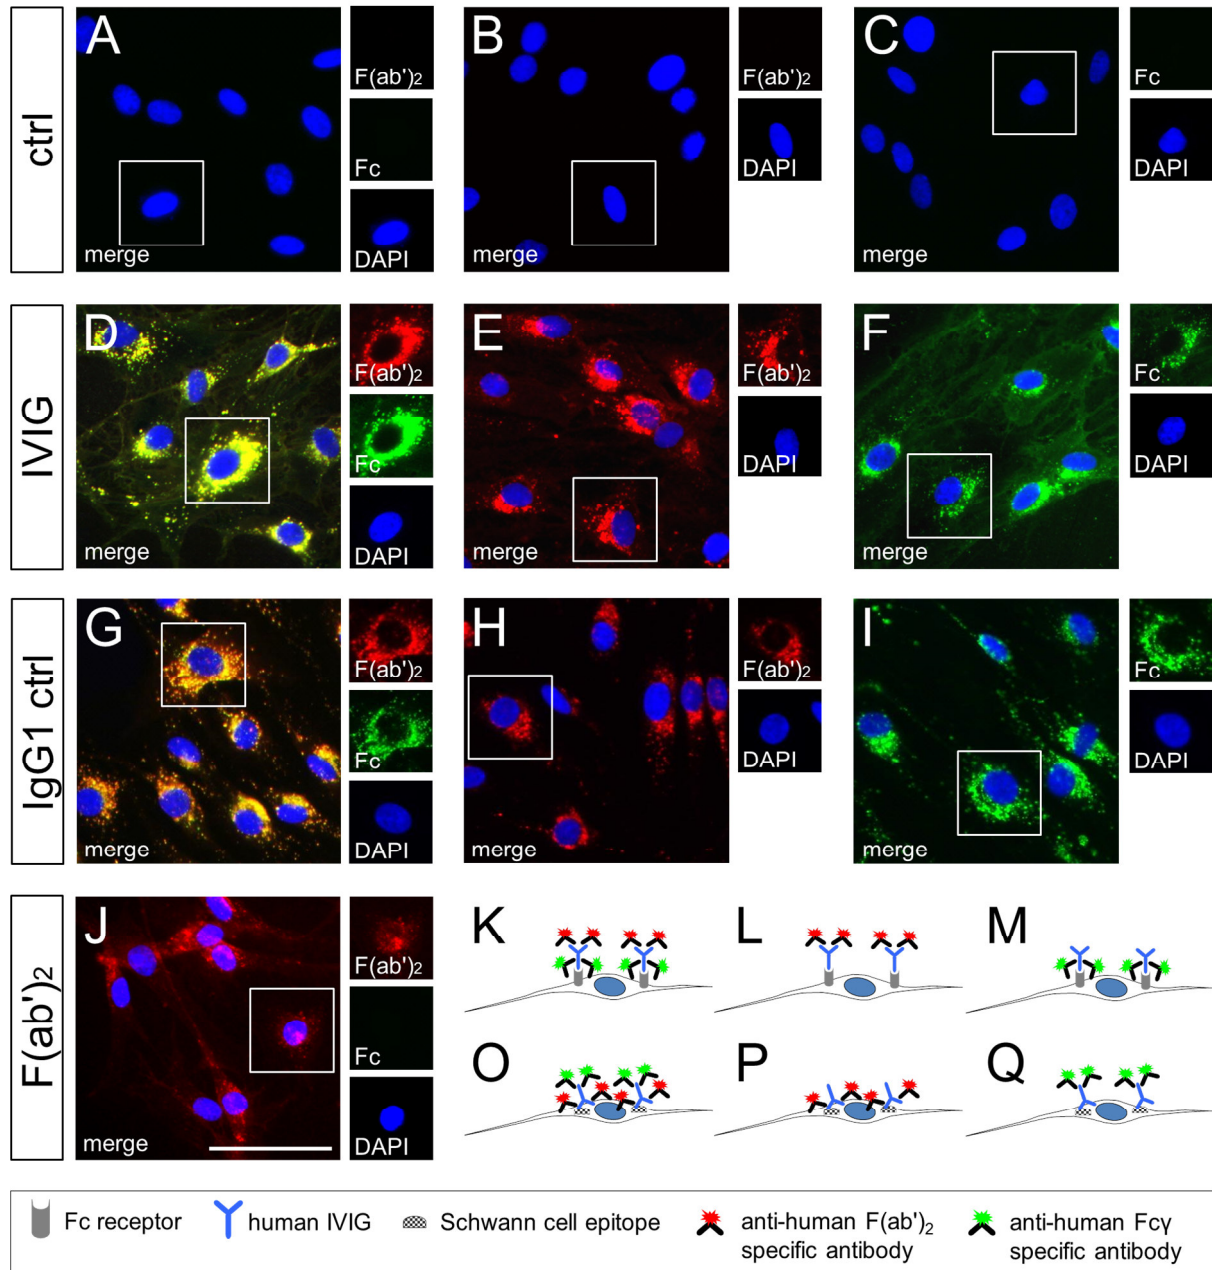 ctrl
A
F(ab')₂
Fc
merge
DAPI
B
F(ab')₂
DAPI
merge
C
Fc
DAPI
merge
IVIG
D
F(ab')₂
Fc
merge
DAPI
E
F(ab')₂
DAPI
merge
F
Fc
DAPI
merge
IgG1 ctrl
G
F(ab')₂
Fc
merge
DAPI
H
F(ab')₂
DAPI
merge
I
Fc
DAPI
merge
F(ab')₂
J
F(ab')₂
Fc
merge
DAPI
K
L
M
O
P
Q
Fc receptor
human IVIG
Schwann cell epitope
anti-human F(ab')₂
specific antibody
anti-human Fcγ
specific antibody